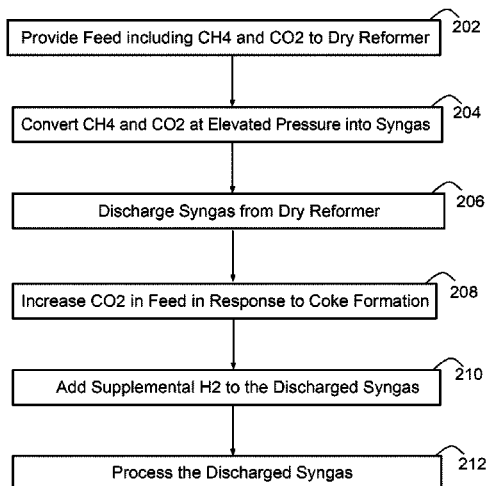 202
Provide Feed including CH4 and CO2 to Dry Reformer
204
Convert CH4 and CO2 at Elevated Pressure into Syngas
206
Discharge Syngas from Dry Reformer
208
Increase CO2 in Feed in Response to Coke Formation
210
Add Supplemental H2 to the Discharged Syngas
212
Process the Discharged Syngas